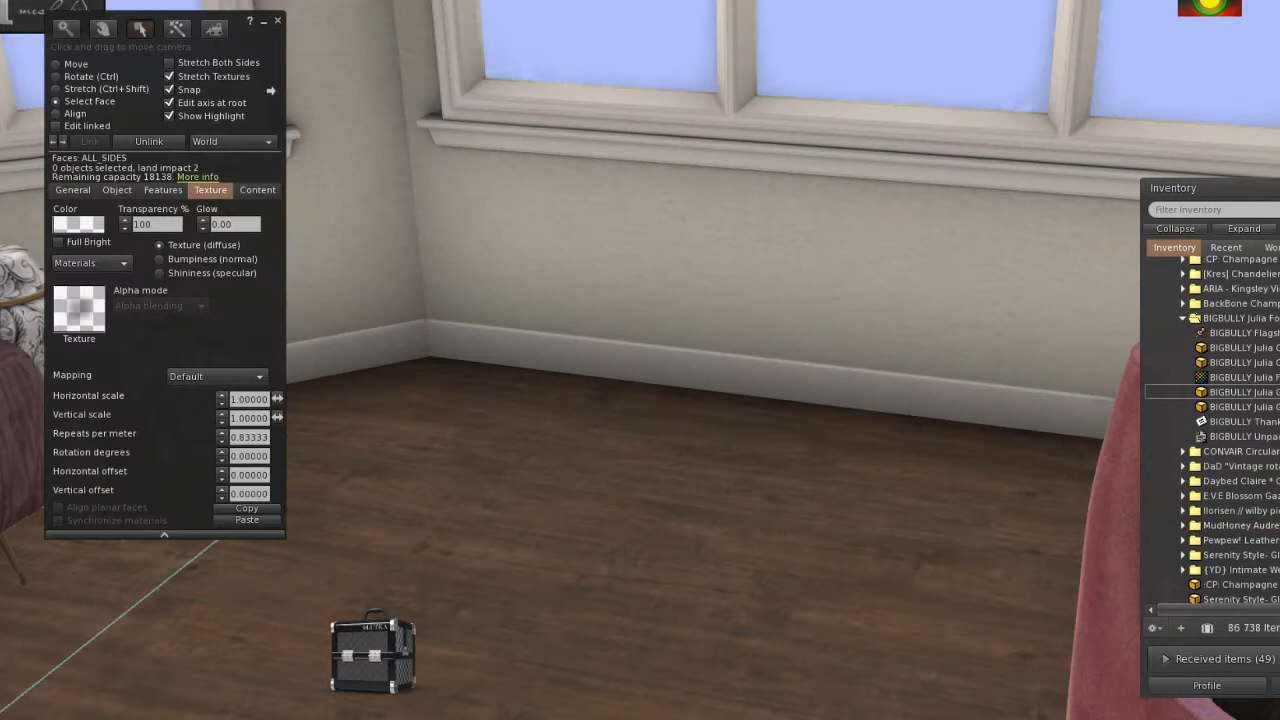 ?
Click and drag to move camera
Move
Stretch Both Sides
Rotate (Ctrl)
Stretch Textures
Stretch (Ctrl+Shift)
Snap
Select Face
Edit axis at root
Align
Show Highlight
Edit linked
Link
Unlink
World
Faces: ALL_SIDES
0 objects selected, land impact 2
Remaining capacity 18138. More info
General
Object
Features
Texture
Content
Color
Transparency %
Glow
100
0.00
Full Bright
Texture (diffuse)
Materials
Bumpiness (normal)
Shininess (specular)
Alpha mode
Alpha blending
Texture
Mapping
Default
Horizontal scale
1.00000
Vertical scale
1.00000
Repeats per meter
0.83333
Rotation degrees
0.00000
Horizontal offset
0.00000
Vertical offset
0.00000
Align planar faces
Copy
Synchronize materials
Paste
Inventory
Filter Inventory
Collapse
Expand
Inventory
Recent
Wo
:CP: Champagne
[Kres] Chandelier
ARIA - Kingsley Vi
BackBone Cham
BIGBULLY Julia Fo
BIGBULLY Flags
BIGBULLY Julia C
BIGBULLY Julia C
BIGBULLY Julia F
BIGBULLY Julia G
BIGBULLY Julia G
BIGBULLY Thank
BIGBULLY Unpa
CONVAIR Circular
DaD "Vintage rot
Daybed Claire * C
E.V.E Blossom Gaz
llorisen // wilby pi
MudHoney Audre
Pewpew! Leather
Serenity Style- Gl
{YD} Intimate We
:CP: Champagne
Serenity Style- Gl
86 738 Iter
Received items (49)
Profile